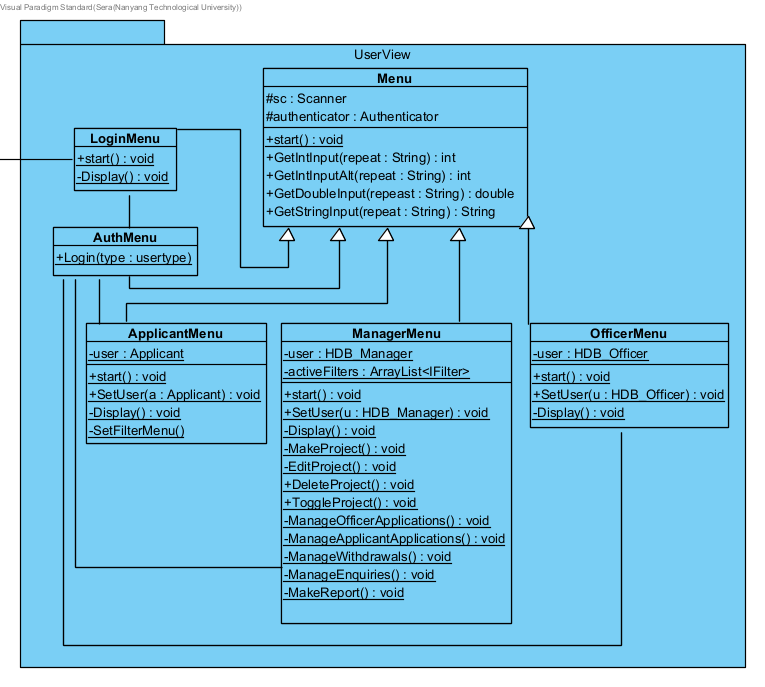 Visual Paradigm Standard(Sera(Nanyang Technological University))
UserView
Menu
#sc : Scanner
#authenticator : Authenticator
+start() : void
+GetIntInput(repeat : String) : int
+GetIntInputAlt(repeat : String) : int
+GetDoubleInput(repeast : String) : double
+GetStringInput(repeat : String) : String
LoginMenu
+start() : void
-Display() : void
AuthMenu
+Login(type : usertype)
ApplicantMenu
-user : Applicant
+start() : void
+SetUser(a : Applicant) : void
-Display() : void
-SetFilterMenu()
ManagerMenu
-user : HDB_Manager
-activeFilters : ArrayList<IFilter>
+start() : void
+SetUser(u : HDB_Manager) : void
-Display() : void
-MakeProject() : void
-EditProject() : void
+DeleteProject() : void
+ToggleProject() : void
-ManageOfficerApplications() : void
-ManageApplicantApplications() : void
-ManageWithdrawals() : void
-ManageEnquiries() : void
-MakeReport() : void
OfficerMenu
-user : HDB_Officer
+start() : void
+SetUser(u : HDB_Officer) : void
-Display() : void